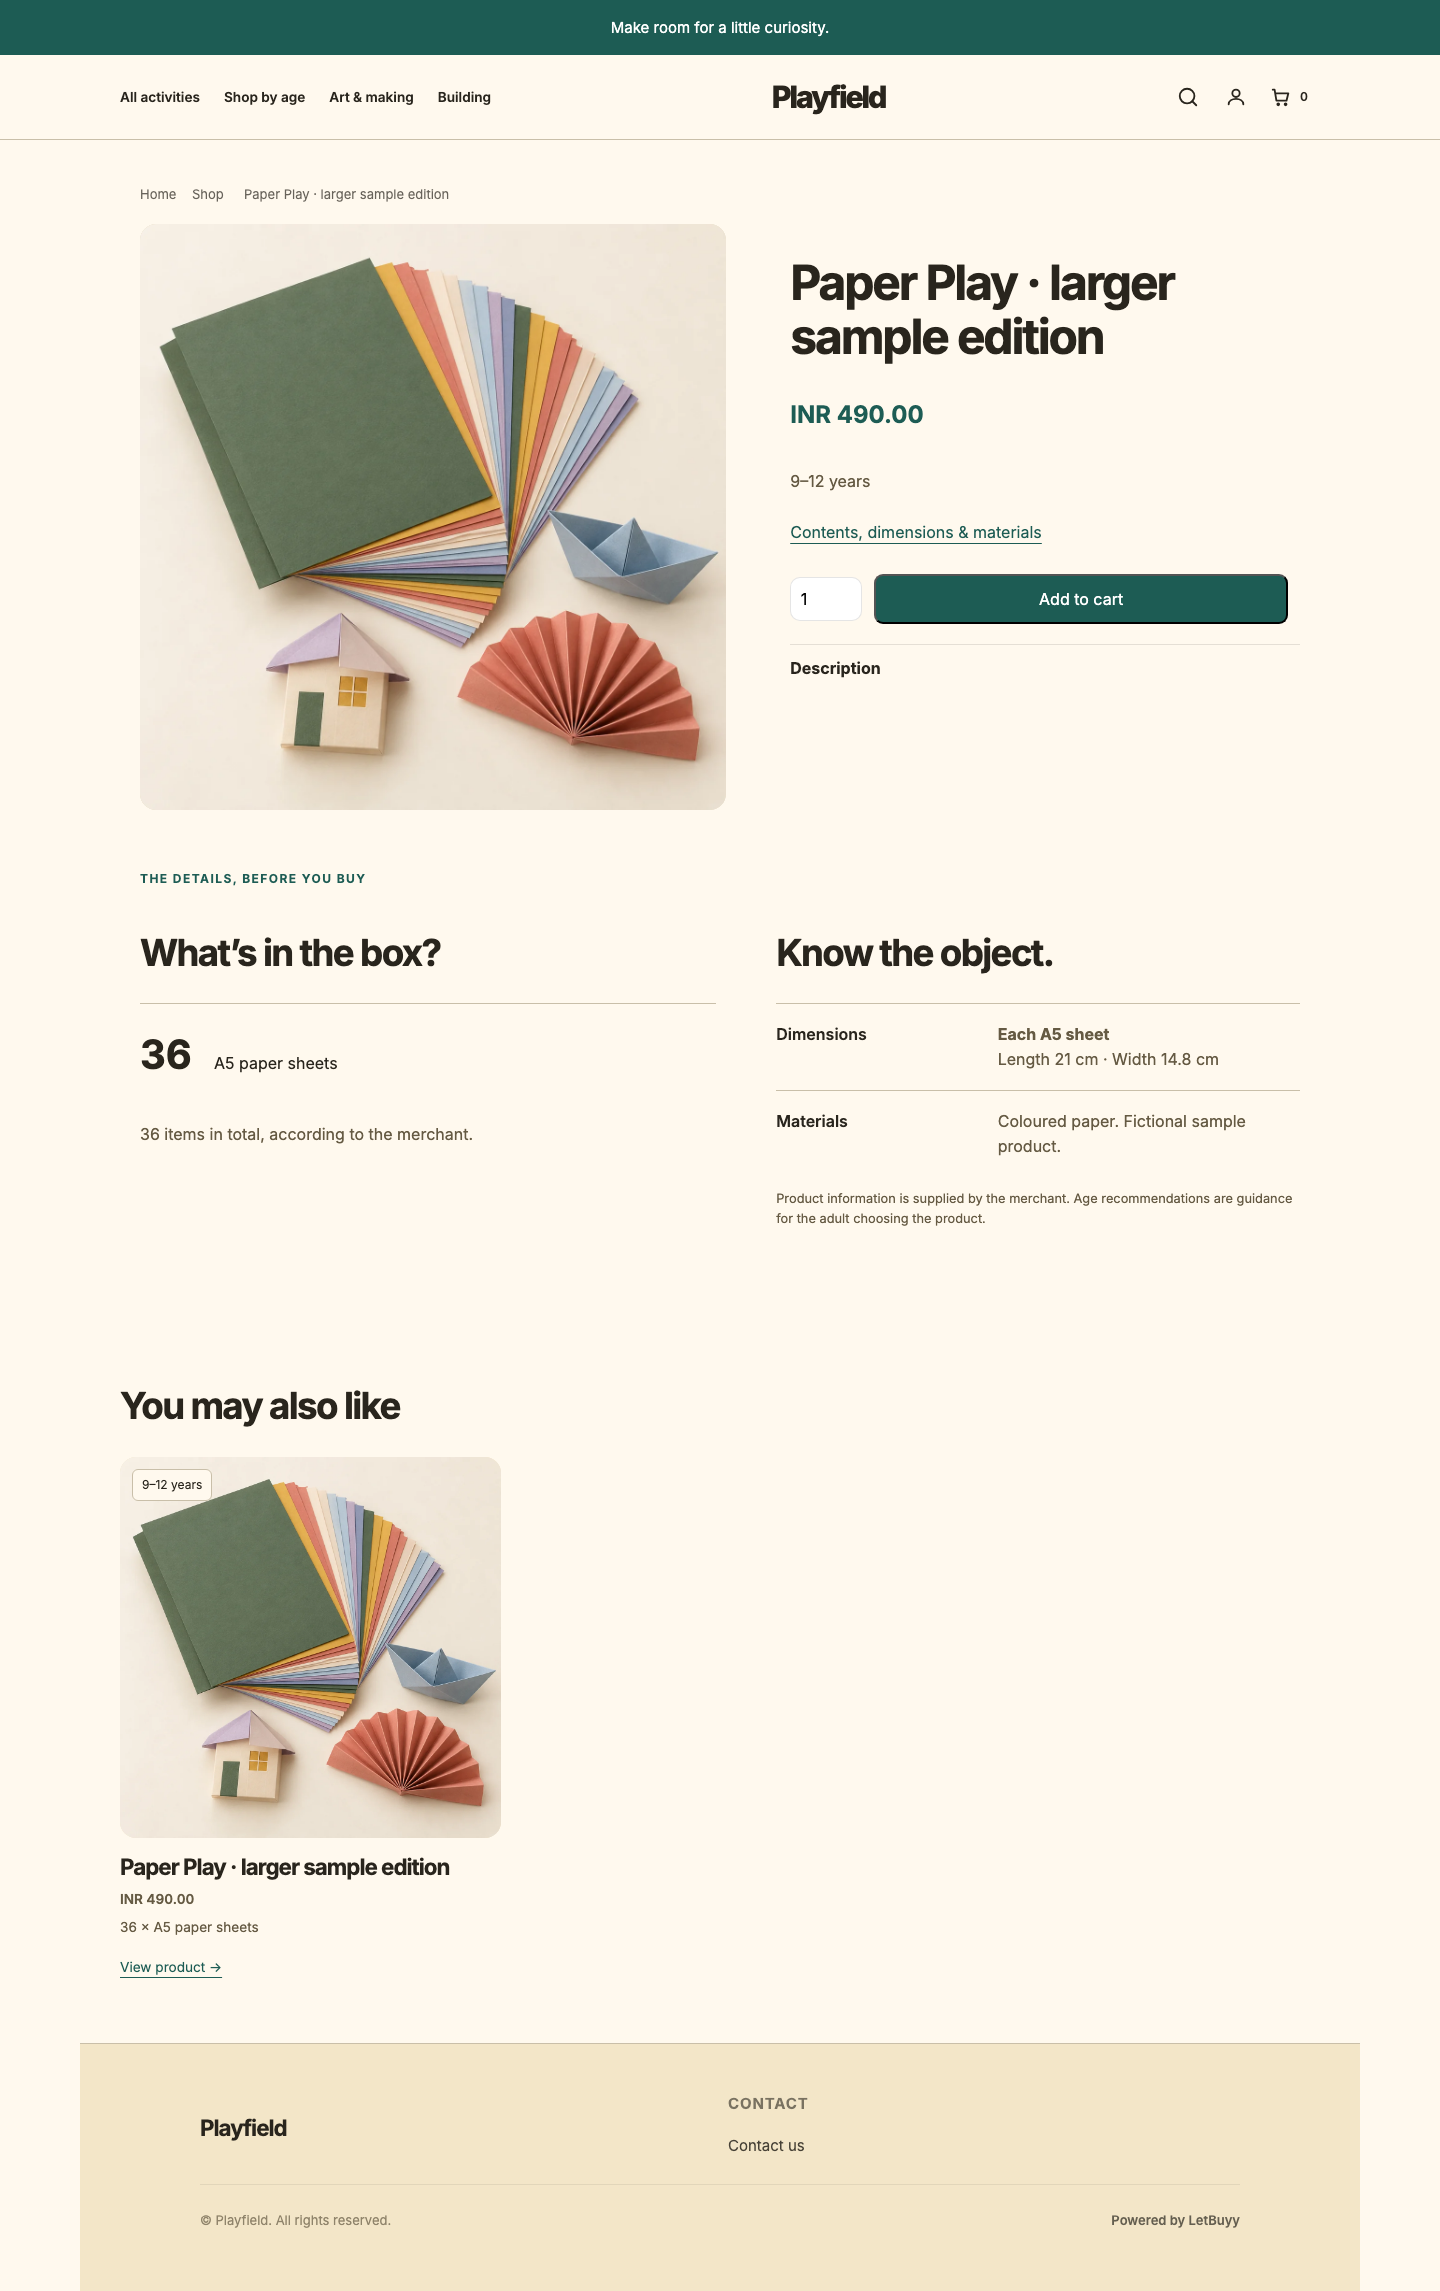 Make room for a little curiosity.
All activities Shop by age Art & making Building
Playfield
0
Home Shop Paper Play · larger sample edition
Paper Play · larger
sample edition
INR 490.00
9–12 years
Contents, dimensions & materials
1
Add to cart
Description
THE DETAILS, BEFORE YOU BUY
What’s in the box?
36 A5 paper sheets
36 items in total, according to the merchant.
Know the object.
Dimensions
Each A5 sheet
Length 21 cm · Width 14.8 cm
Materials
Coloured paper. Fictional sample
product.
Product information is supplied by the merchant. Age recommendations are guidance
for the adult choosing the product.
You may also like
9–12 years
Paper Play · larger sample edition
INR 490.00
36 × A5 paper sheets
View product →
Playfield
CONTACT
Contact us
© Playfield. All rights reserved.
Powered by LetBuyy